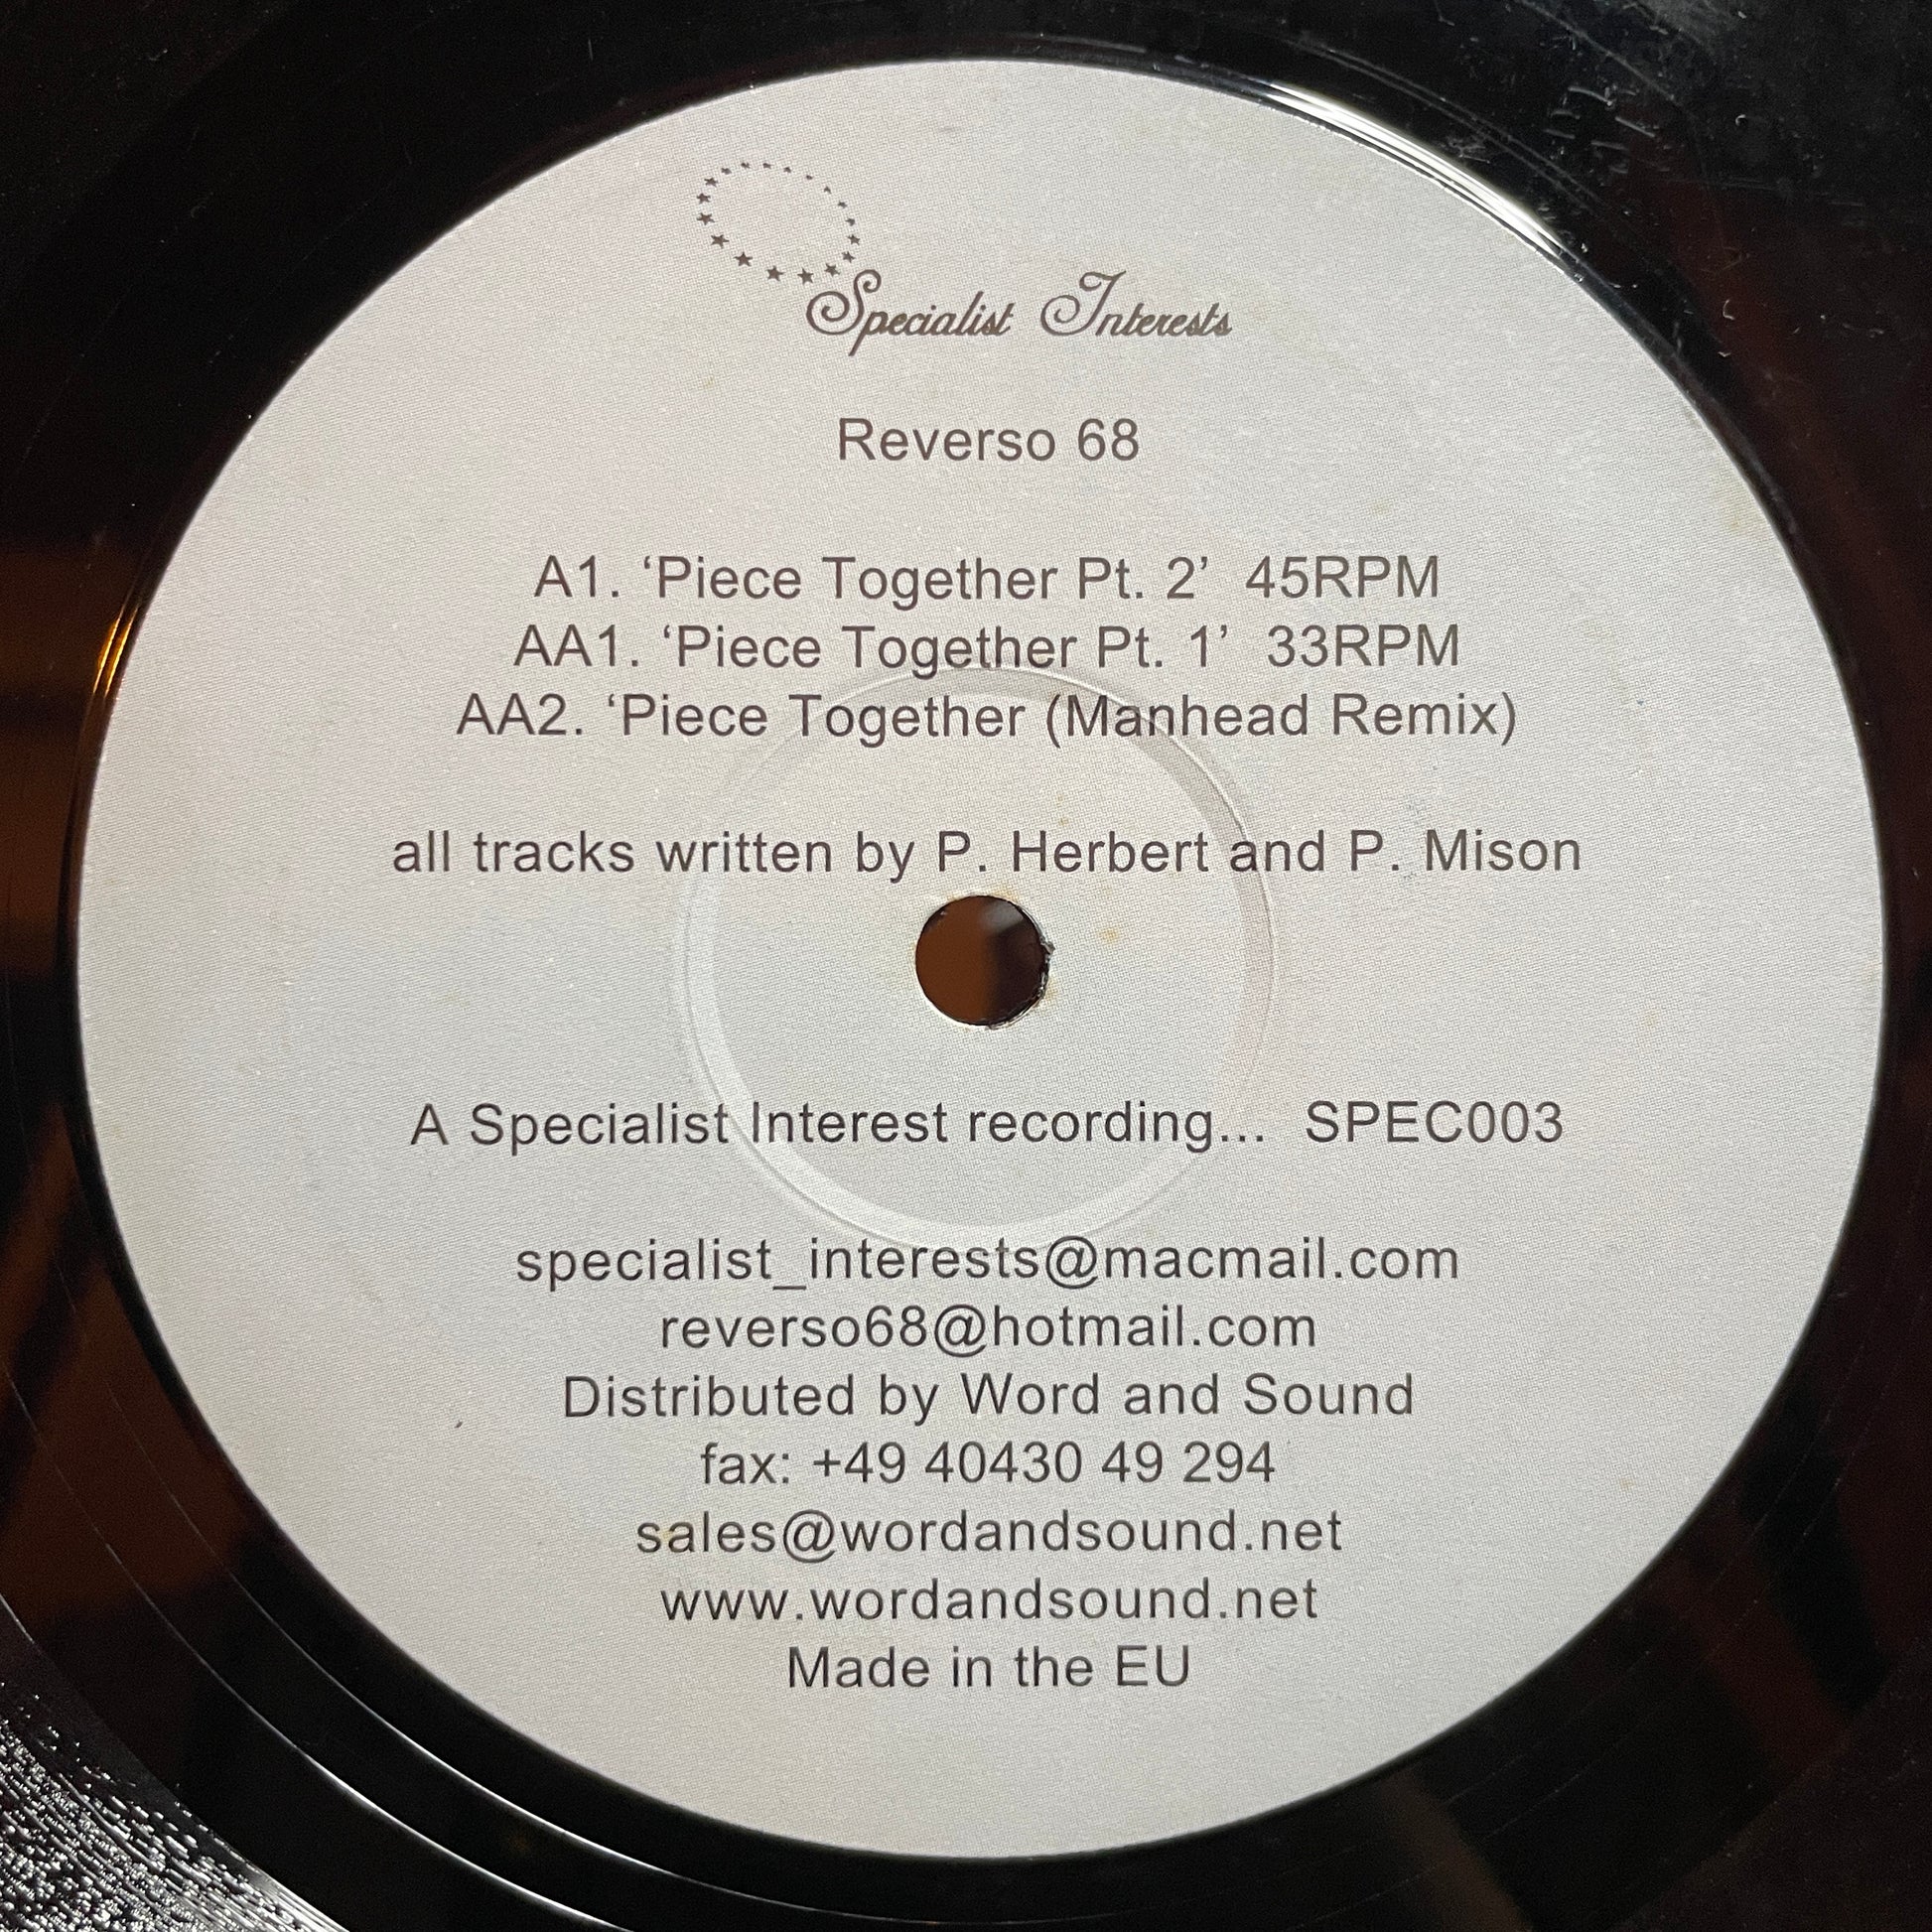 Specialist Interests
Reverso 68
A1. ‘Piece Together Pt. 2’ 45RPM
AA1. ‘Piece Together Pt. 1’ 33RPM
AA2. ‘Piece Together (Manhead Remix)
all tracks written by P. Herbert and P. Mison
A Specialist Interest recording... SPEC003
specialist_interests@macmail.com
reverso68@hotmail.com
Distributed by Word and Sound
fax: +49 40430 49 294
sales@wordandsound.net
www.wordandsound.net
Made in the EU